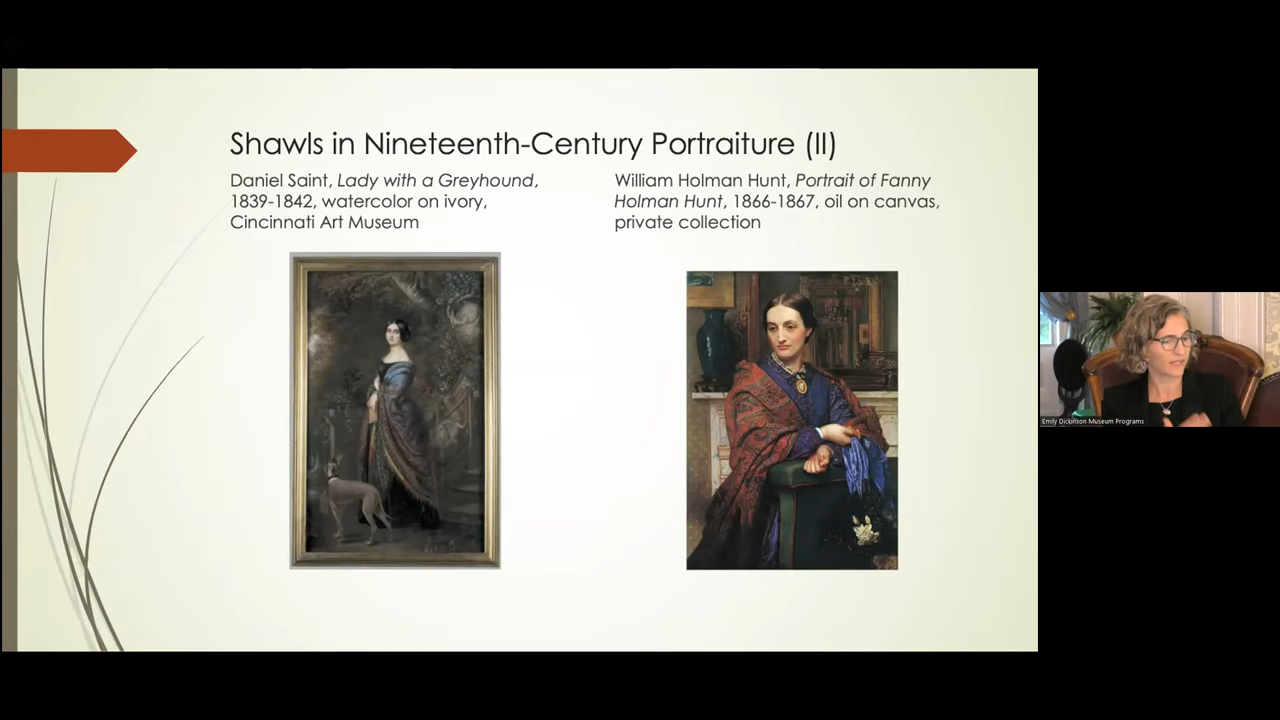 Shawls in Nineteenth-Century Portraiture (II)
Daniel Saint, Lady with a Greyhound,
1839-1842, watercolor on ivory,
Cincinnati Art Museum
William Holman Hunt, Portrait of Fanny
Holman Hunt, 1866-1867, oil on canvas,
private collection
Emily Dickinson Museum Programs